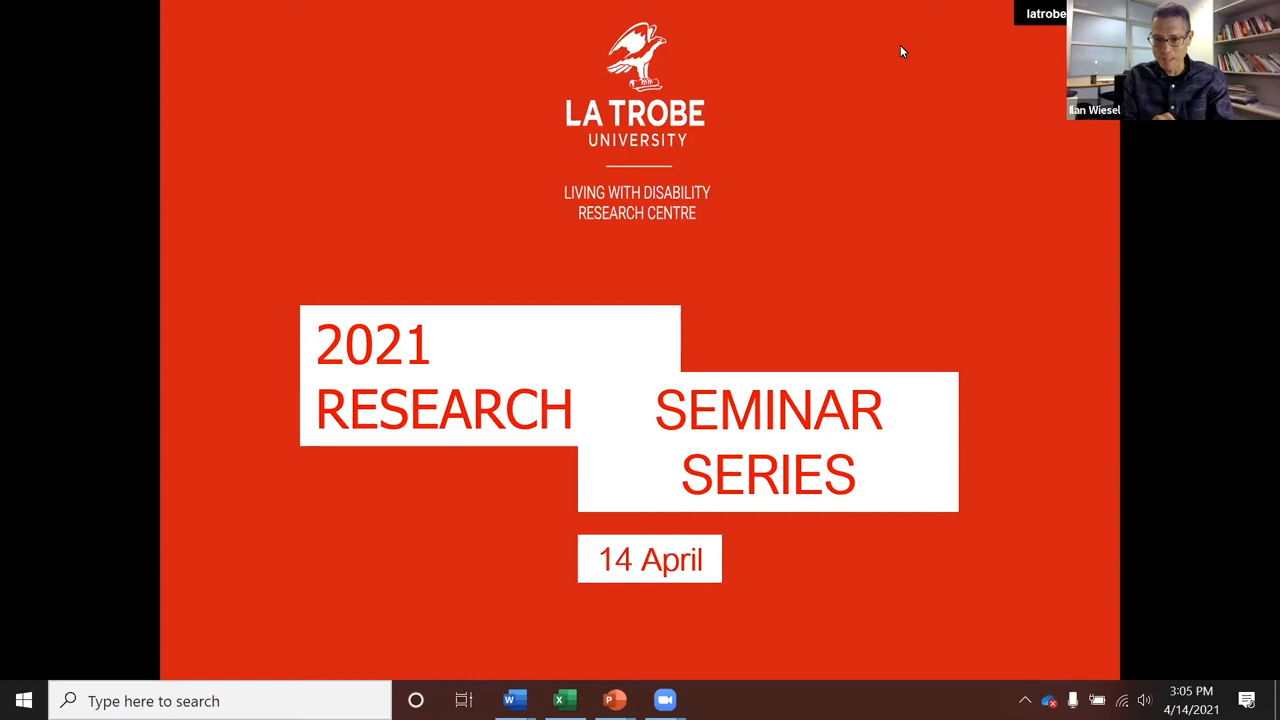 latrobe
Ilan Wiesel
LA TROBE
UNIVERSITY
LIVING WITH DISABILITY
RESEARCH CENTRE
2021
RESEARCH
SEMINAR
SERIES
14 April
Type here to search
3:05 PM
4/14/2021